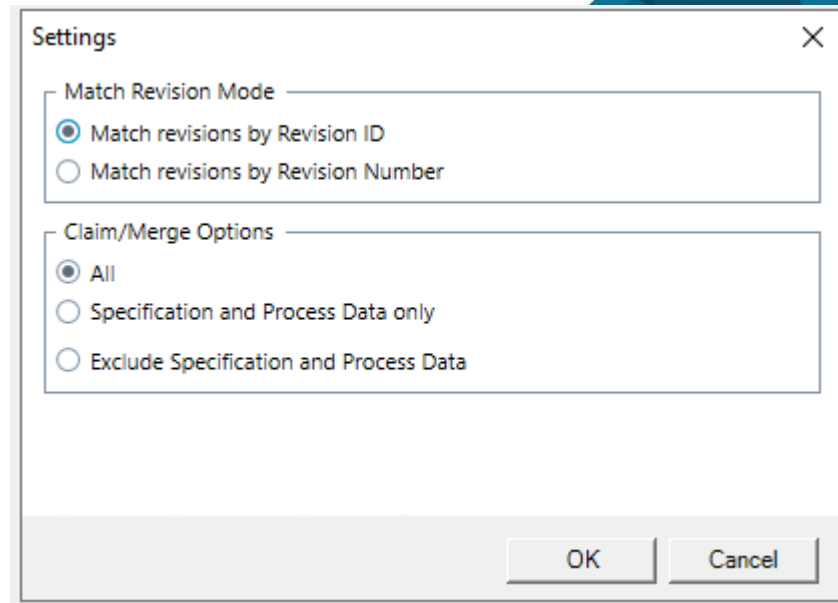 Settings
Match Revision Mode
Match revisions by Revision ID
Match revisions by Revision Number
Claim/Merge Options
All
Specification and Process Data only
Exclude Specification and Process Data
OK Cancel